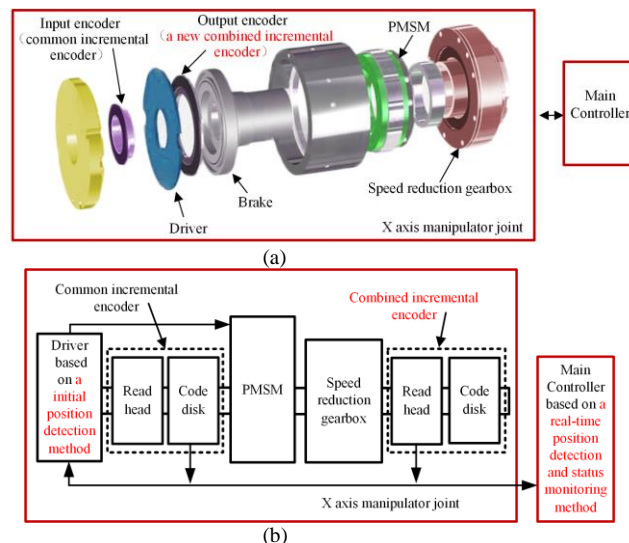 Input encoder
(common incremental
encoder)
Output encoder
(a new combined incremental
encoder)
PMSM
Main
Controller
Speed reduction gearbox
Brake
Driver
X axis manipulator joint
(a)
Common incremental
encoder
Combined incremental
encoder
Driver
based
on a
initial
position
detection
method
Read
head
Code
disk
PMSM
Speed
reduction
gearbox
Read
head
Code
disk
Main
Controller
based on a
real-time
position
detection
and status
monitoring
method
X axis manipulator joint
(b)